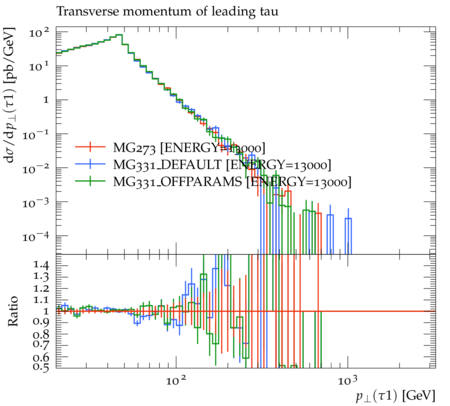 Transverse momentum of leading tau
dσ/dp⊥(τ1) [pb/GeV]
10²
10¹
1
10⁻¹
10⁻²
10⁻³
10⁻⁴
MG273 [ENERGY=13000]
MG331_DEFAULT [ENERGY=13000]
MG331_OFFPARAMS [ENERGY=13000]
Ratio
1.4
1.3
1.2
1.1
1
0.9
0.8
0.7
0.6
0.5
10²
10³
p⊥(τ1) [GeV]